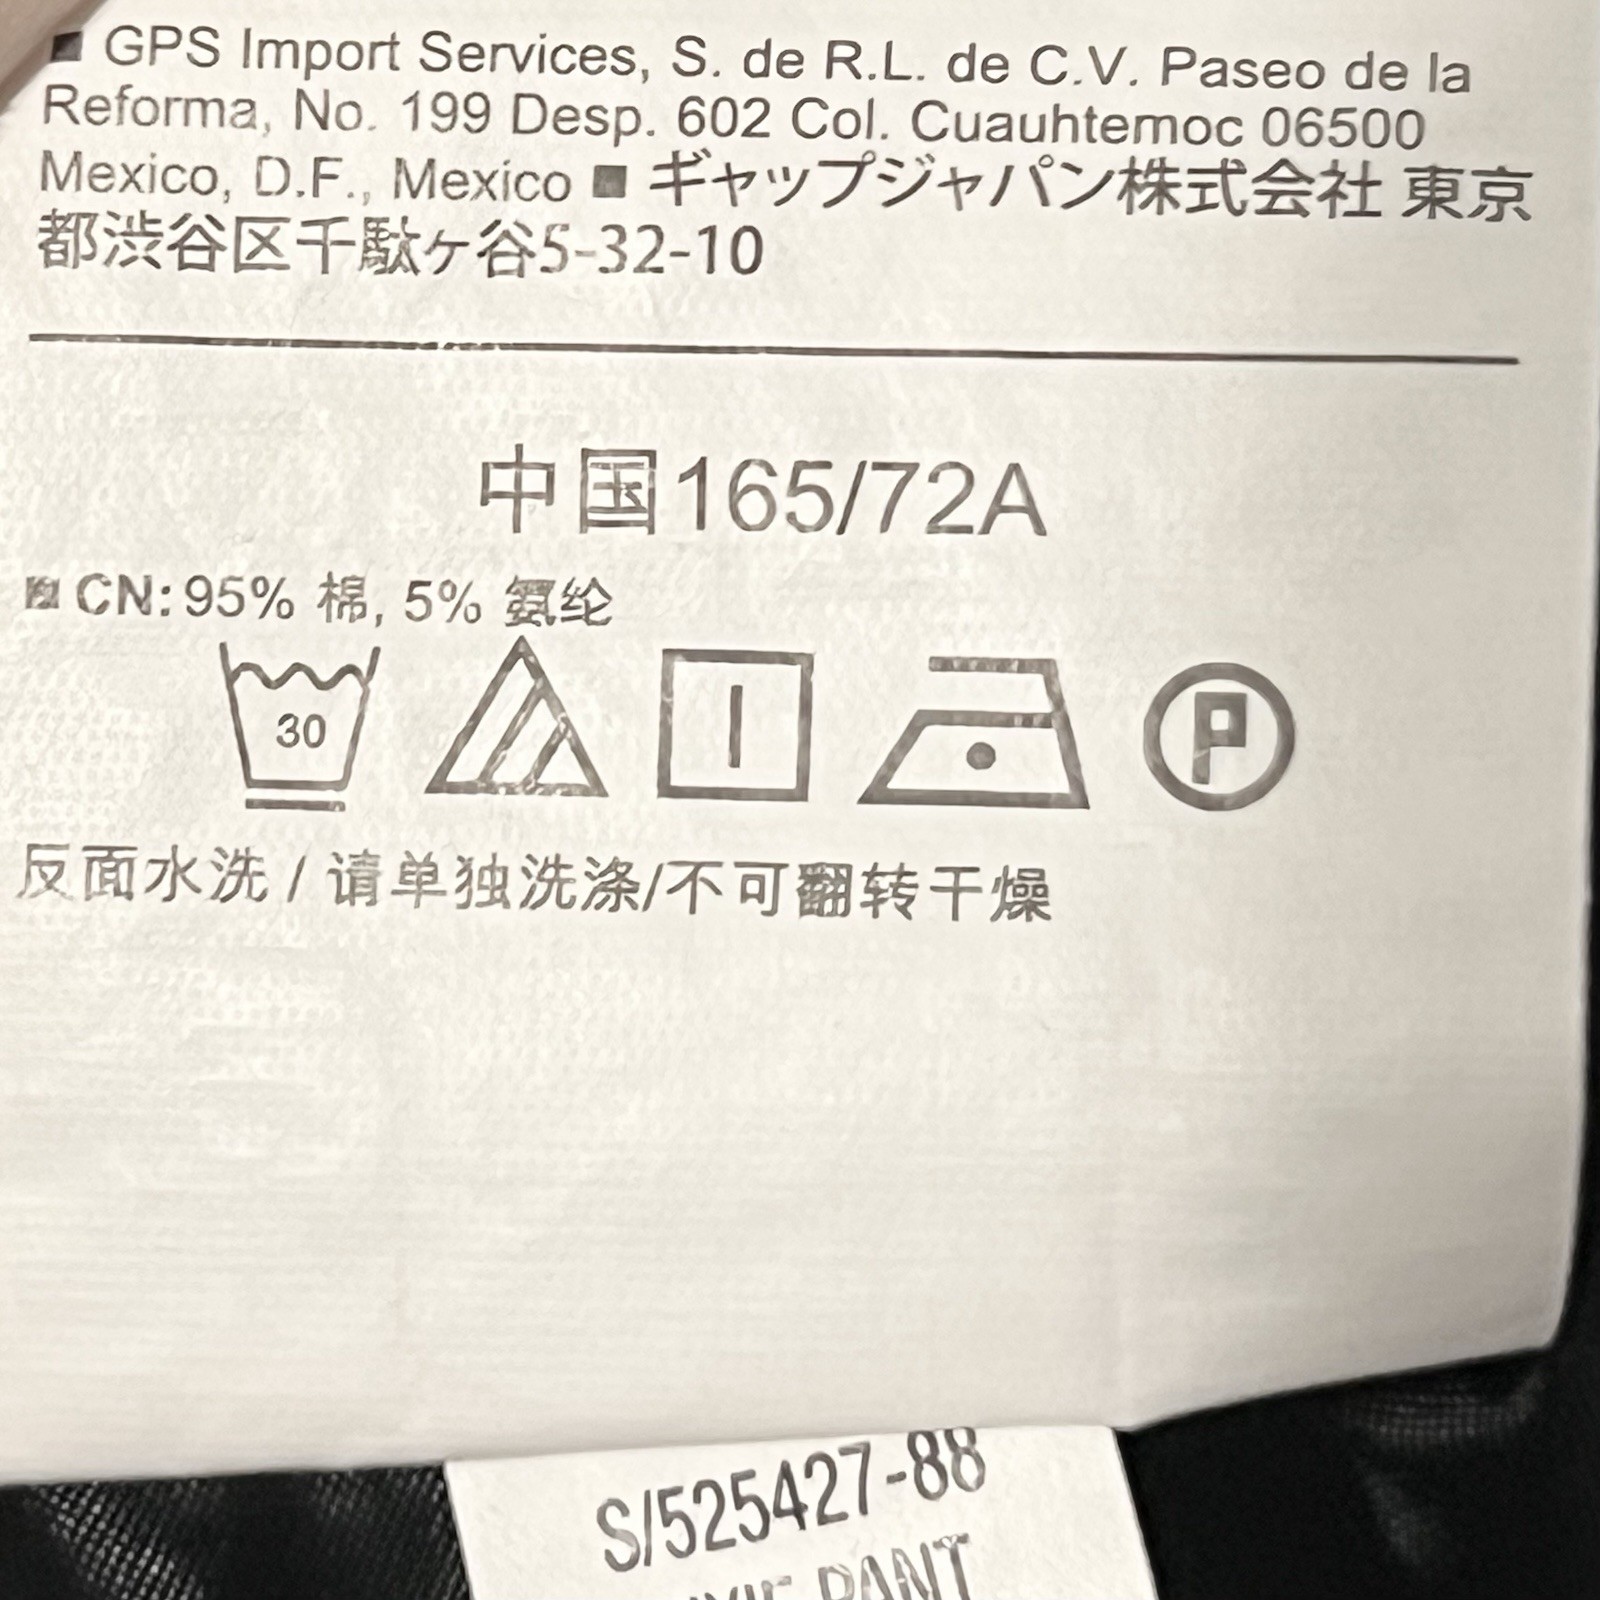 ■ GPS Import Services, S. de R.L. de C.V. Paseo de la
Reforma, No. 199 Desp. 602 Col. Cuauhtemoc 06500
Mexico, D.F., Mexico ■ ギャップジャパン株式会社 東京
都渋谷区千駄ヶ谷5-32-10
中国165/72A
■ CN: 95% 棉, 5% 氨纶
30
P
反面水洗 / 请单独洗涤/不可翻转干燥
S/525427-88
PANT